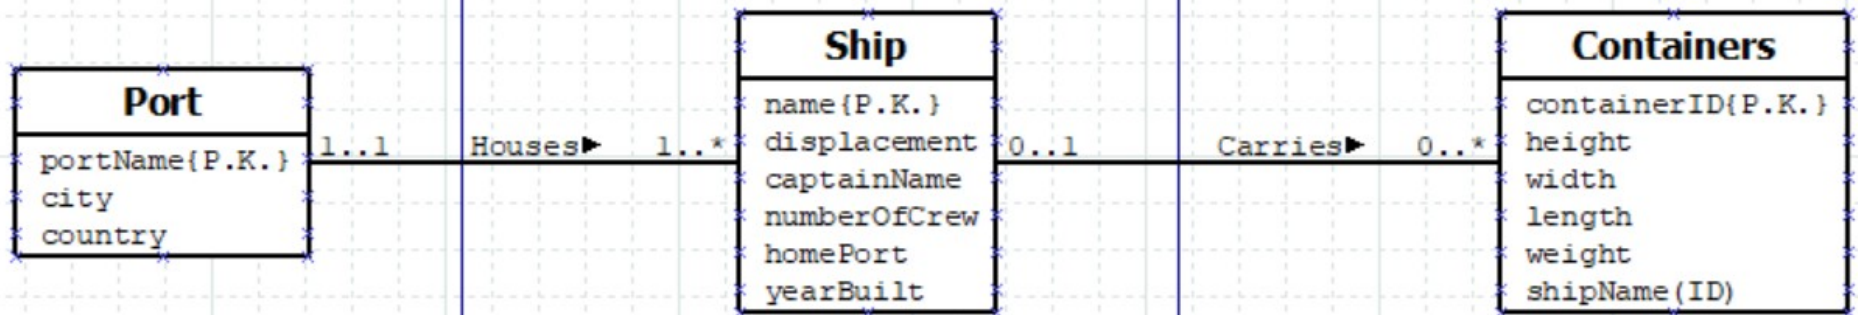 Port
portName{P.K.}
city
country
1..1 Houses► 1..*
Ship
name{P.K.}
displacement
captainName
numberOfCrew
homePort
yearBuilt
0..1 Carries► 0..*
Containers
containerID{P.K.}
height
width
length
weight
shipName(ID)